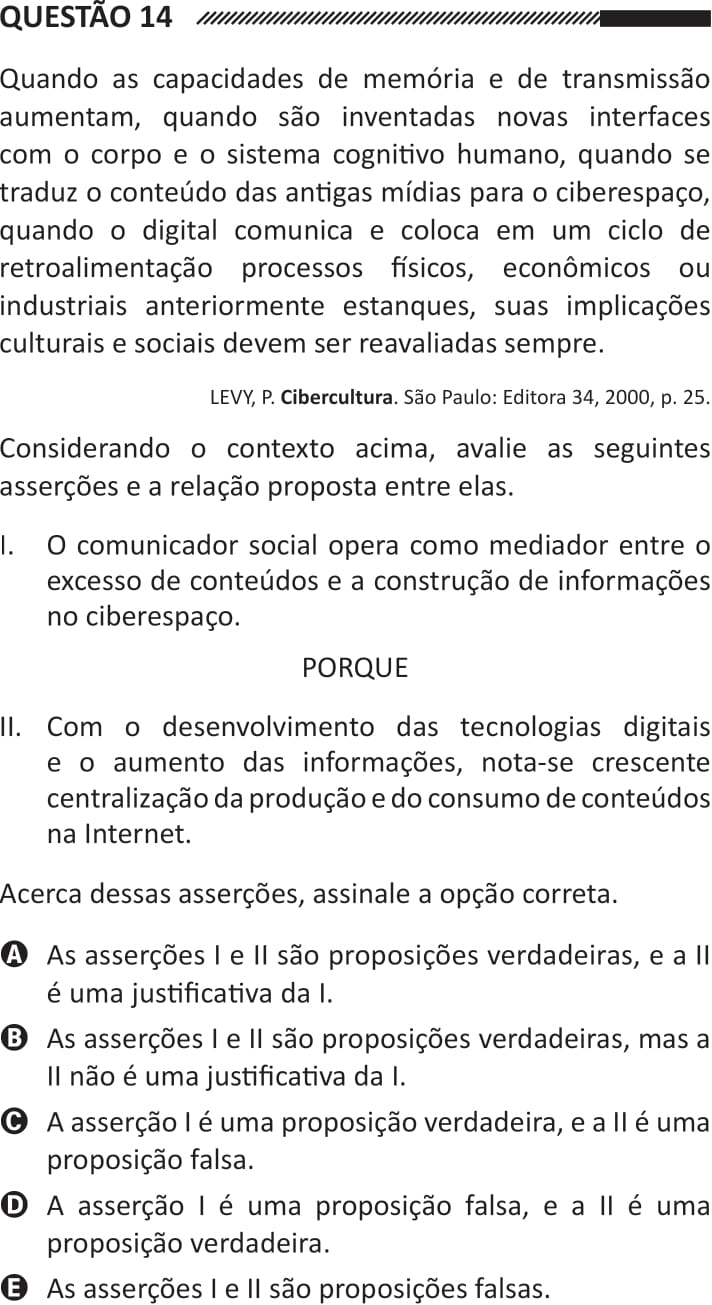 QUESTÃO 14
Quando as capacidades de memória e de transmissão
aumentam, quando são inventadas novas interfaces
com o corpo e o sistema cognitivo humano, quando se
traduz o conteúdo das antigas mídias para o ciberespaço,
quando o digital comunica e coloca em um ciclo de
retroalimentação processos físicos, econômicos ou
industriais anteriormente estanques, suas implicações
culturais e sociais devem ser reavaliadas sempre.
LEVY, P. Cibercultura. São Paulo: Editora 34, 2000, p. 25.
Considerando o contexto acima, avalie as seguintes
asserções e a relação proposta entre elas.
I. O comunicador social opera como mediador entre o
excesso de conteúdos e a construção de informações
no ciberespaço.
PORQUE
II. Com o desenvolvimento das tecnologias digitais
e o aumento das informações, nota-se crescente
centralização da produção e do consumo de conteúdos
na Internet.
Acerca dessas asserções, assinale a opção correta.
A As asserções I e II são proposições verdadeiras, e a II
é uma justificativa da I.
B As asserções I e II são proposições verdadeiras, mas a
II não é uma justificativa da I.
C A asserção I é uma proposição verdadeira, e a II é uma
proposição falsa.
D A asserção I é uma proposição falsa, e a II é uma
proposição verdadeira.
E As asserções I e II são proposições falsas.